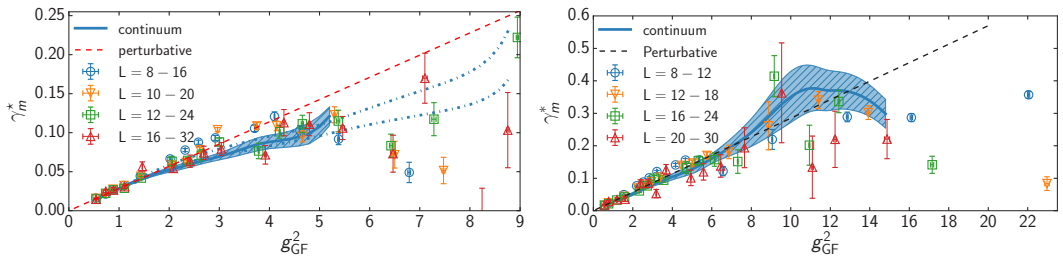 0.25
0.20
0.15
0.10
0.05
0.00
γ*m
continuum
perturbative
L = 8 − 16
L = 10 − 20
L = 12 − 24
L = 16 − 32
0 1 2 3 4 5 6 7 8 9
g²GF
0.6
0.5
0.4
0.3
0.2
0.1
0.0
γ*m
continuum
Perturbative
L = 8 − 12
L = 12 − 18
L = 16 − 24
L = 20 − 30
0 2 4 6 8 10 12 14 16 18 20 22
g²GF